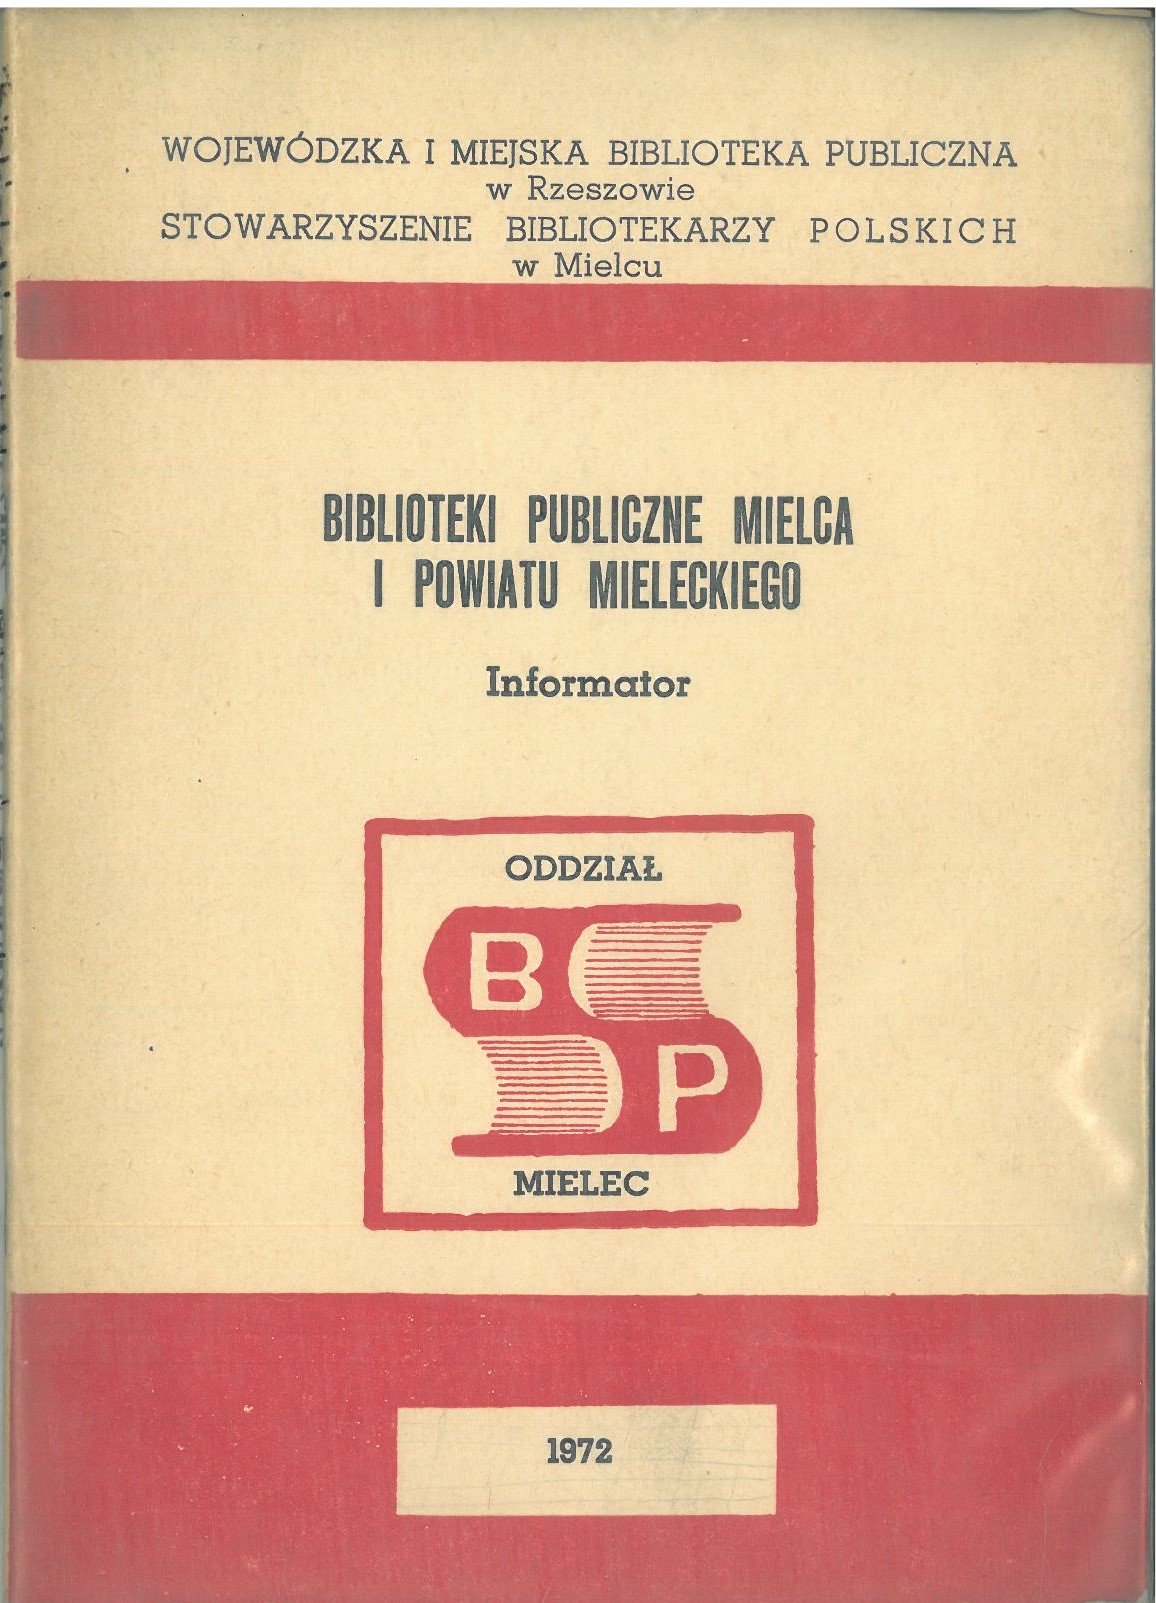 WOJEWÓDZKA I MIEJSKA BIBLIOTEKA PUBLICZNA
w Rzeszowie
STOWARZYSZENIE BIBLIOTEKARZY POLSKICH
w Mielcu
BIBLIOTEKI PUBLICZNE MIELCA
I POWIATU MIELECKIEGO
Informator
ODDZIAŁ
B
P
MIELEC
1972